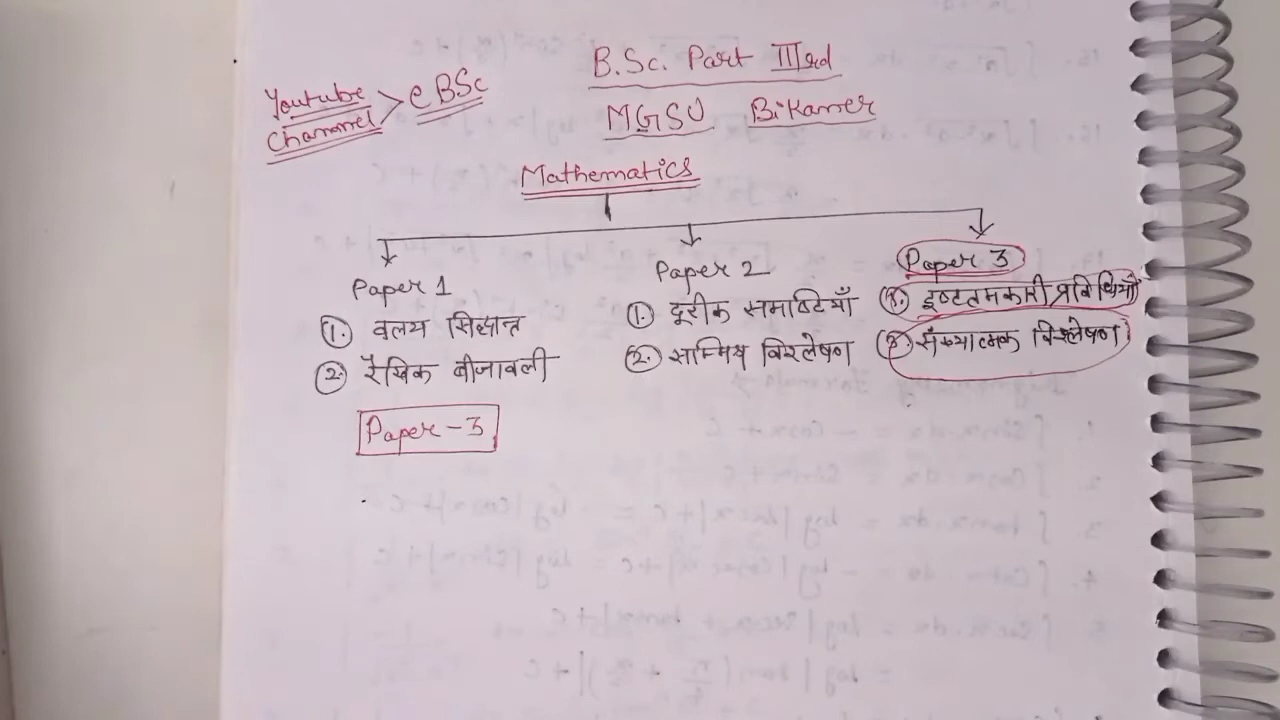 B.Sc. Part IIIrd
Youtube Channel > eBSc
MGSU Bikaner
Mathematics
Paper 1
① वलय सिद्धान्त
② रैखिक बीजावली
Paper 2
① दूरीक समष्टियाँ
② सम्मिश्र विश्लेषण
Paper 3
①. इष्टतमकारी प्रविधियाँ
② संख्यात्मक विश्लेषण
Paper - 3